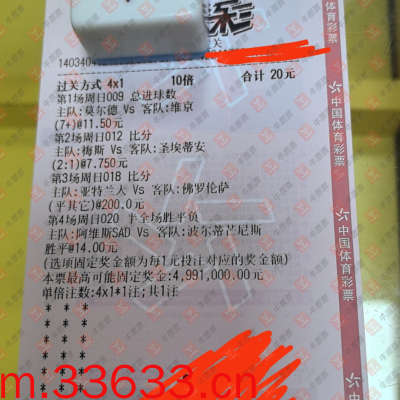 关
140340
过关方式 4x1 10倍 合计 20元
第1场周日009 总进球数
主队:莫尔德 Vs 客队:维京
(7+)@11.50元
第2场周日012 比分
主队:梅斯 Vs 客队:圣埃蒂安
(2:1)@7.750元
第3场周日018 比分
主队:亚特兰大 Vs 客队:佛罗伦萨
(平其它)@200.0元
第4场周日020 半全场胜平负
主队:阿维斯SAD Vs 客队:波尔蒂芒尼斯
胜平@14.00元
(选项固定奖金额为每1元投注对应的奖金额)
本票最高可能固定奖金:4,991,000.00元
单倍注数:4x1*1注;共1注
* * *
* * *
* * *
* * *
* * *
m.33633.cn
体育彩票
中国体育彩票
中国体育彩票
中